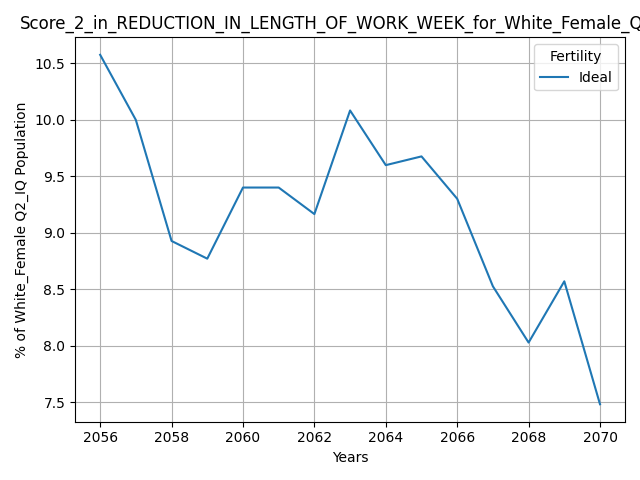 Score_2_in_REDUCTION_IN_LENGTH_OF_WORK_WEEK_for_White_Female_Q
Fertility
Ideal
10.5
10.0
9.5
9.0
8.5
8.0
7.5
% of White_Female Q2_IQ Population
2056 2058 2060 2062 2064 2066 2068 2070
Years